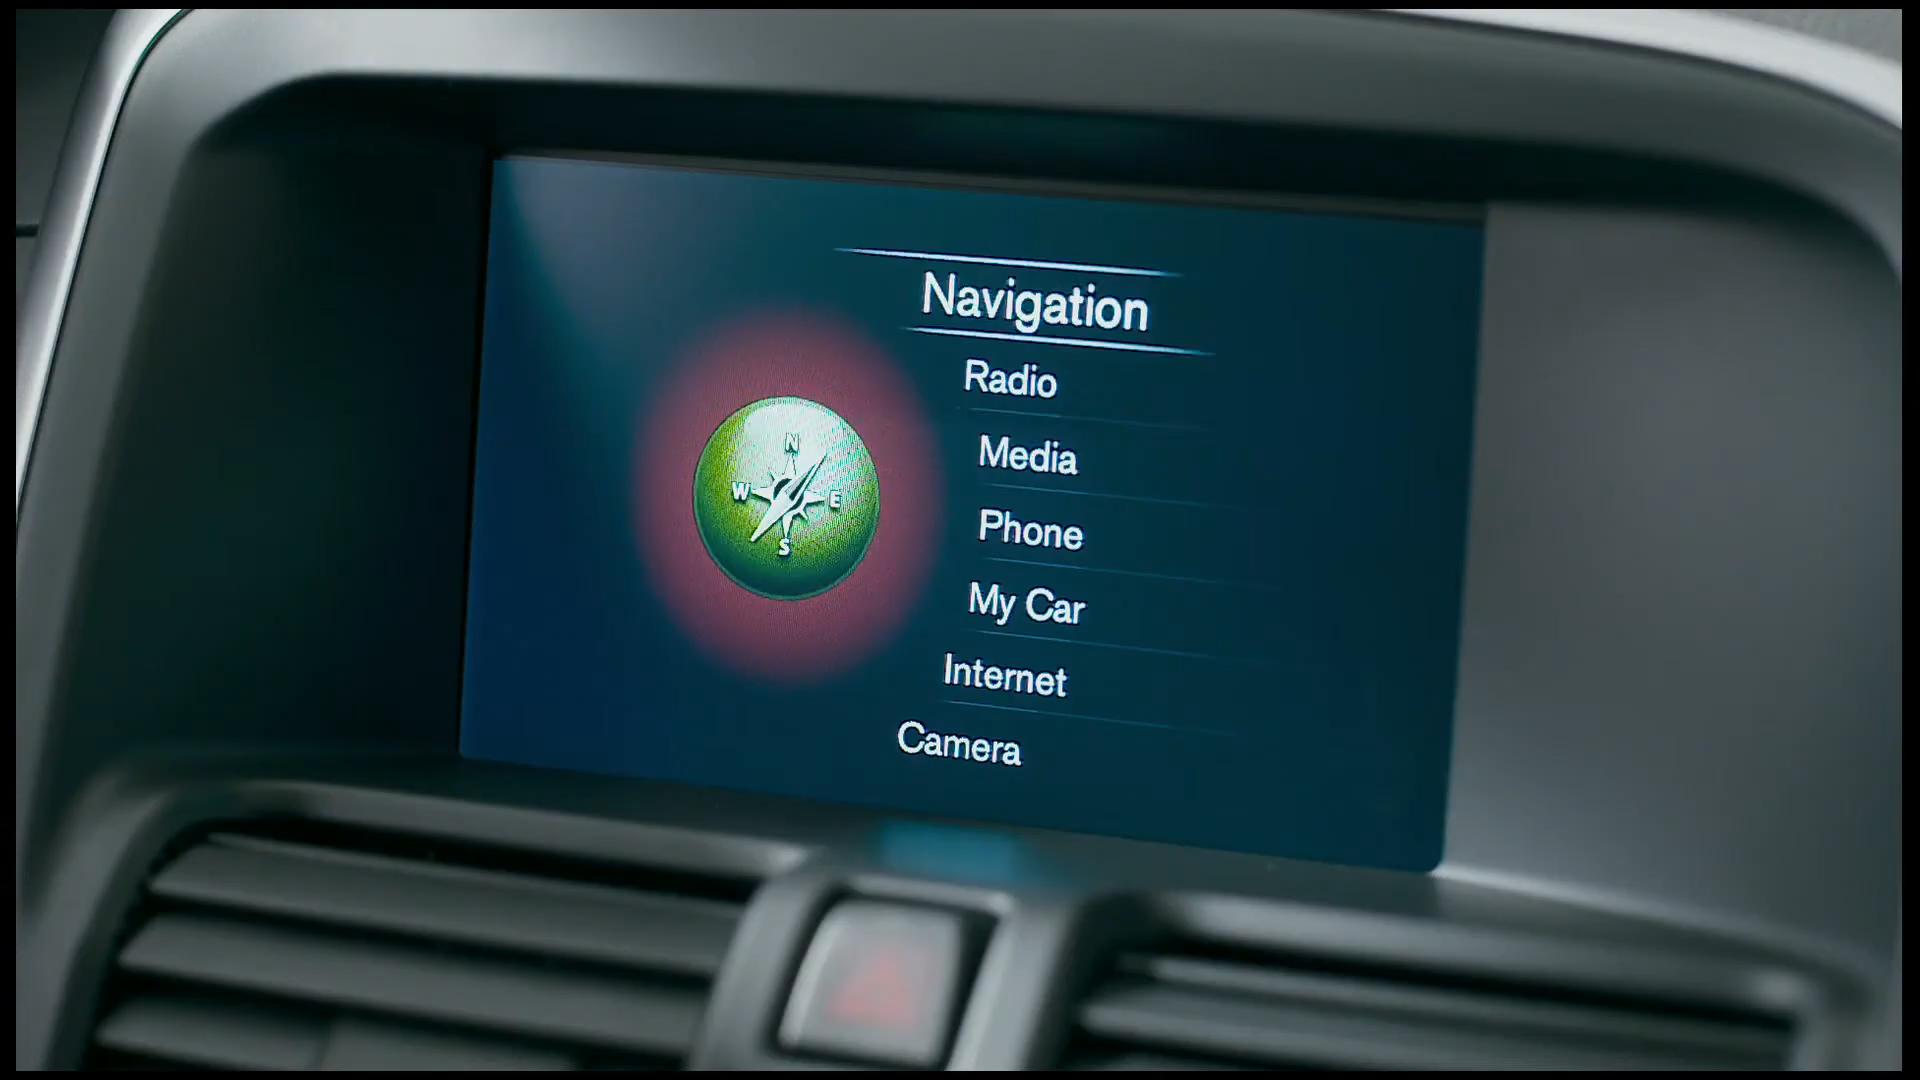 Navigation
Radio
Media
Phone
My Car
Internet
Camera
N
W E
S